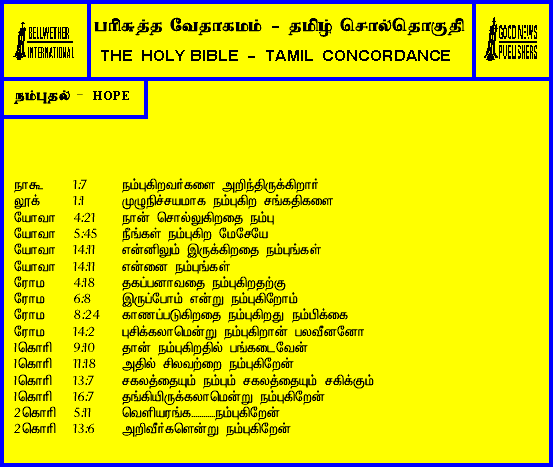 BELLWETHER
INTERNATIONAL
பரிசுத்த வேதாகமம் - தமிழ் சொல்தொகுதி
THE HOLY BIBLE - TAMIL CONCORDANCE
GOOD NEWS
PUBLISHERS
நம்புதல் - HOPE
நாகூ 1:7 நம்புகிறவர்களை அறிந்திருக்கிறார்
லூக் 1:1 முழுநிச்சயமாக நம்புகிற சங்கதிகளை
யோவா 4:21 நான் சொல்லுகிறதை நம்பு
யோவா 5:45 நீங்கள் நம்புகிற மேசேயே
யோவா 14:11 என்னிலும் இருக்கிறதை நம்புங்கள்
யோவா 14:11 என்னை நம்புங்கள்
ரோம 4:18 தகப்பனாவதை நம்புகிறதற்கு
ரோம 6:8 இருப்போம் என்று நம்புகிறோம்
ரோம 8:24 காணப்படுகிறதை நம்புகிறது நம்பிக்கை
ரோம 14:2 புசிக்கலாமென்று நம்புகிறான் பலவீனனோ
1கொரி 9:10 தான் நம்புகிறதில் பங்கடைவேன்
1கொரி 11:18 அதில் சிலவற்றை நம்புகிறேன்
1கொரி 13:7 சகலத்தையும் நம்பும் சகலத்தையும் சகிக்கும்
1கொரி 16:7 தங்கியிருக்கலாமென்று நம்புகிறேன்
2கொரி 5:11 வெளியரங்க..........நம்புகிறேன்
2கொரி 13:6 அறிவீர்களென்று நம்புகிறேன்